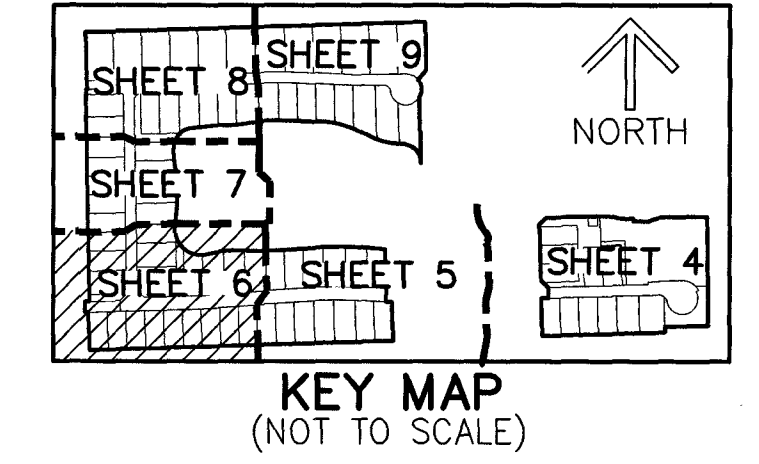 SHEET 9
SHEET 8
NORTH
SHEET 7
SHEET 4
SHEET 5
SHEET 6
KEY MAP
(NOT TO SCALE)